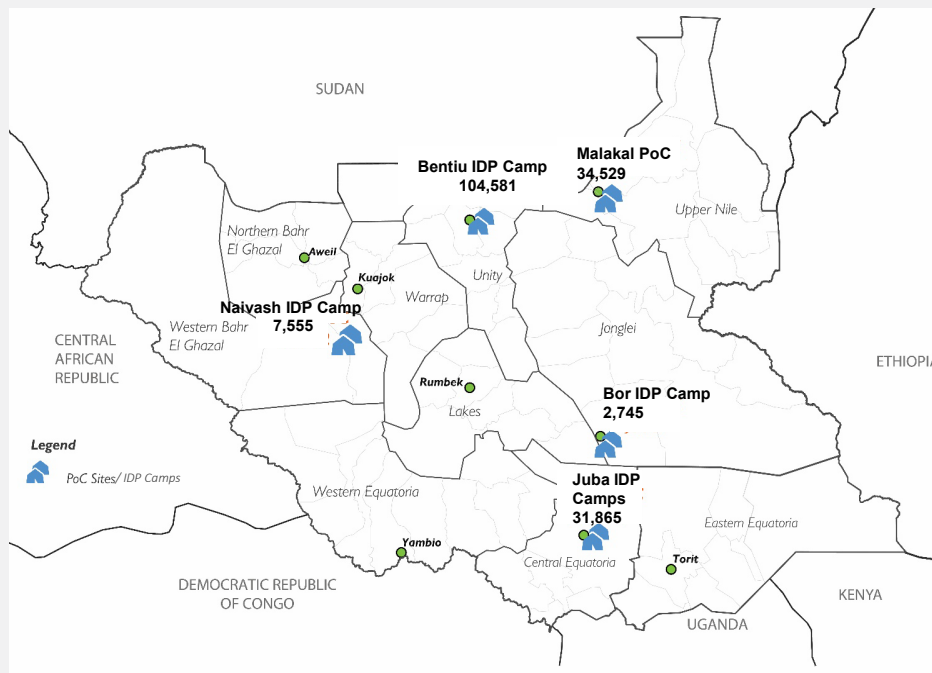 SUDAN
Bentiu IDP Camp
104,581
Malakal PoC
34,529
Upper Nile
Northern Bahr
El Ghazal
Aweil
Kuajok
Unity
Warrap
Naivash IDP Camp
7,555
Western Bahr
El Ghazal
Jonglei
CENTRAL
AFRICAN
REPUBLIC
ETHIOPIA
Rumbek
Lakes
Bor IDP Camp
2,745
Legend
PoC Sites/ IDP Camps
Juba IDP
Camps
31,865
Western Equatoria
Eastern Equatoria
Yambio
Central Equatoria
Torit
DEMOCRATIC REPUBLIC
OF CONGO
KENYA
UGANDA